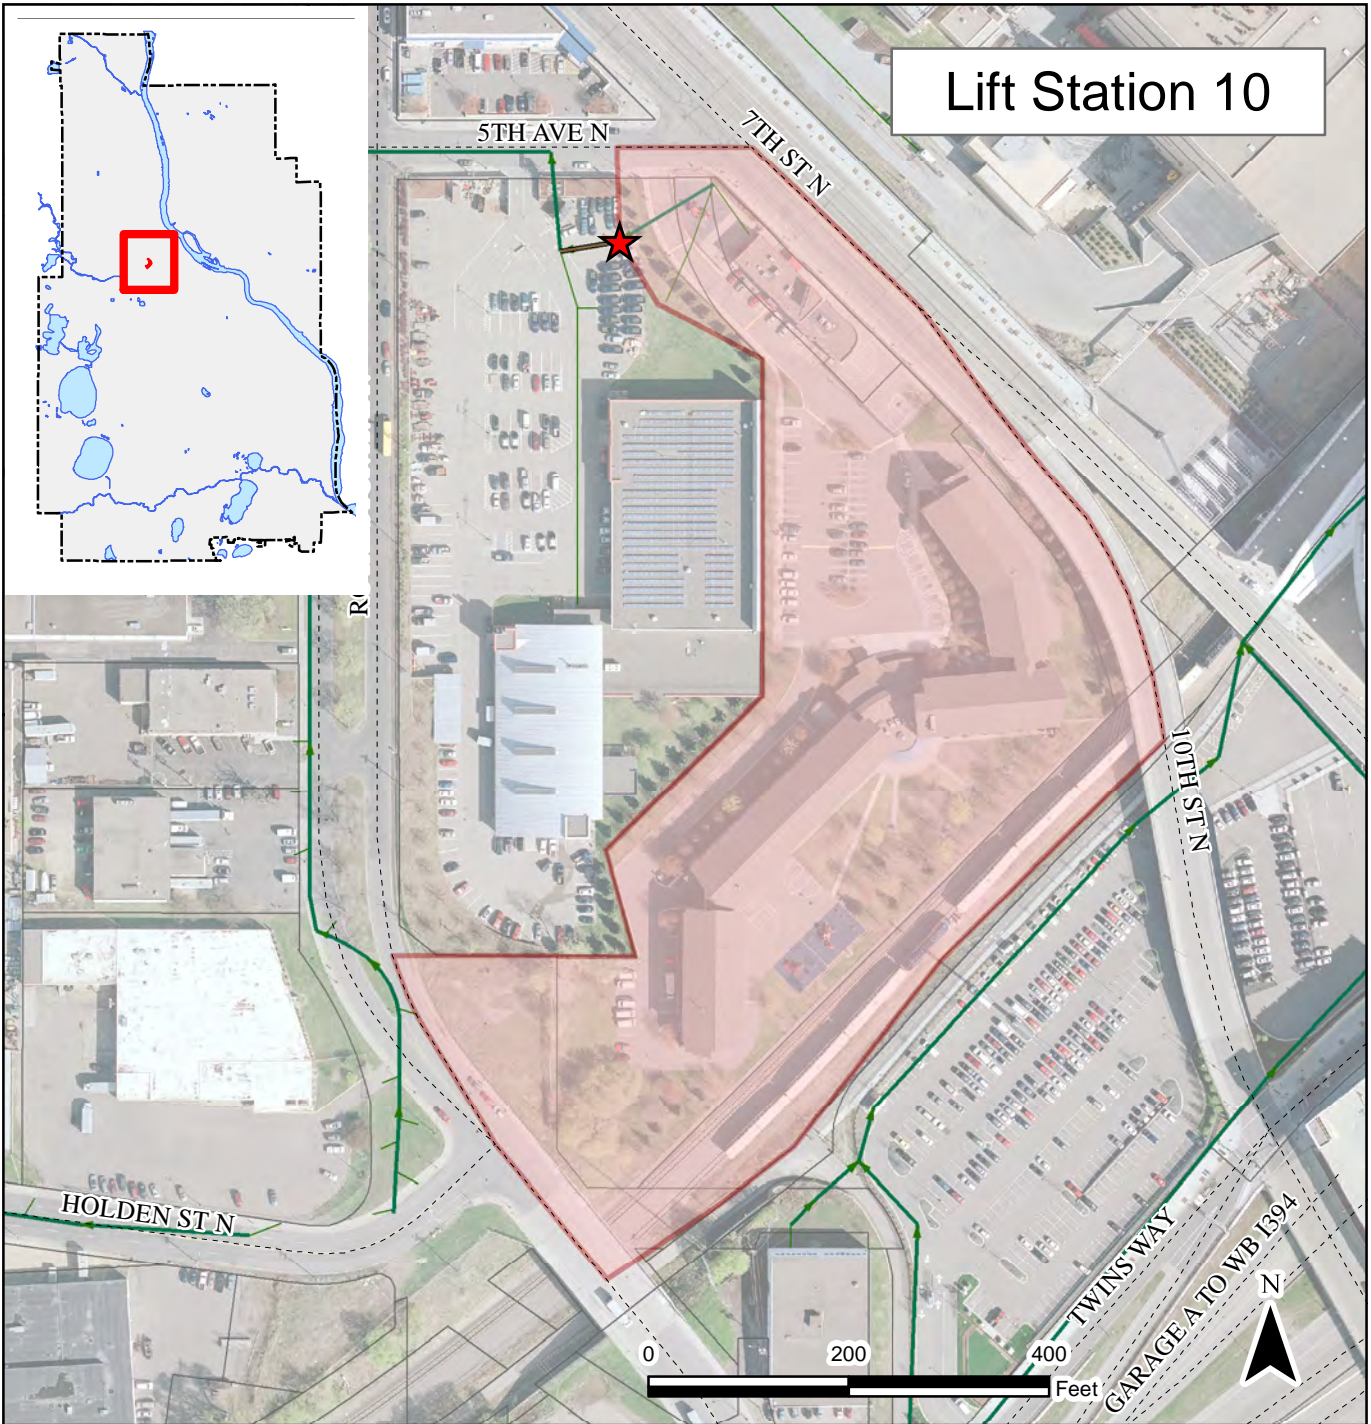 Lift Station 10
5TH AVE N
7TH ST N
10TH ST N
HOLDEN ST N
TWINS WAY
GARAGE A TO WB I394
N
0 200 400
Feet